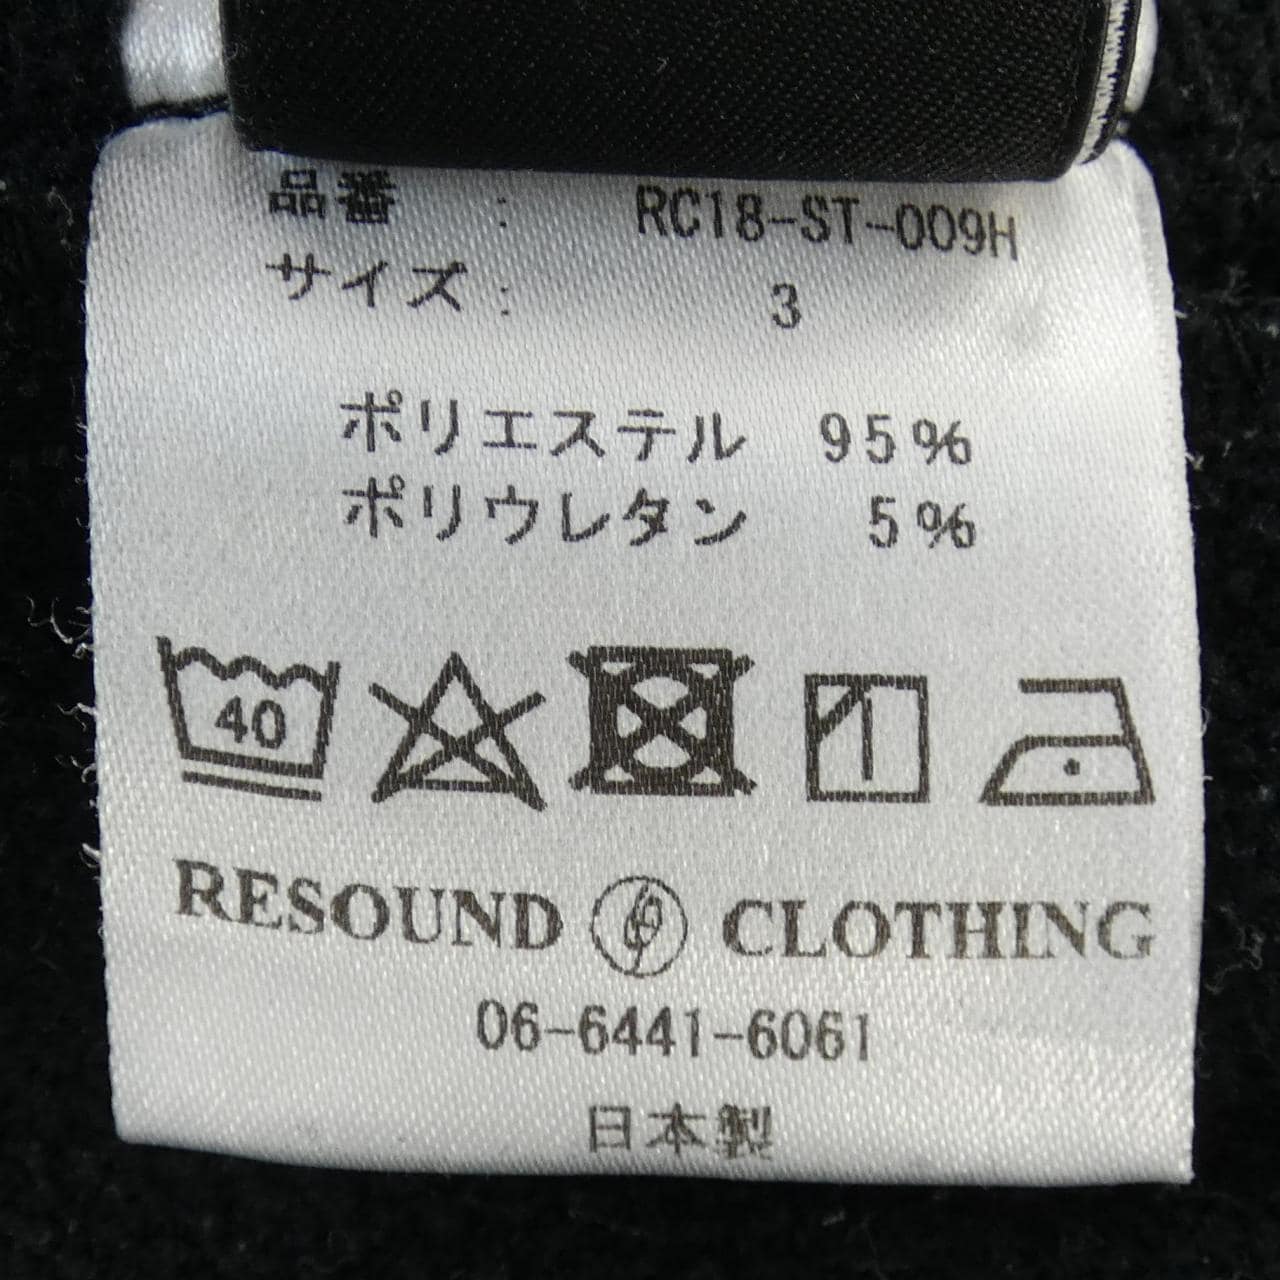 品番 : RC18-ST-009H
サイズ : 3
ポリエステル 95%
ポリウレタン 5%
40
RESOUND CLOTHING
06-6441-6061
日本製